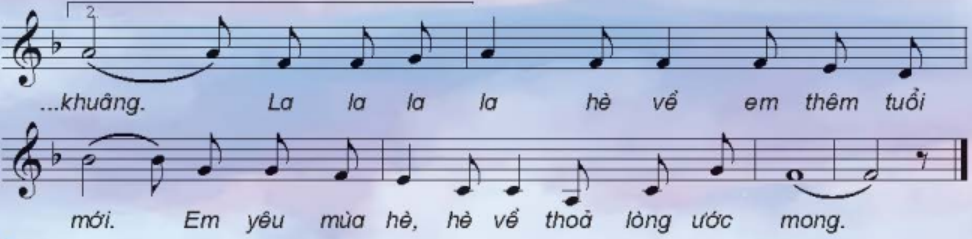 2.
...khuâng. La la la la hè về em thêm tuổi
mới. Em yêu mùa hè, hè về thoả lòng ước mong.